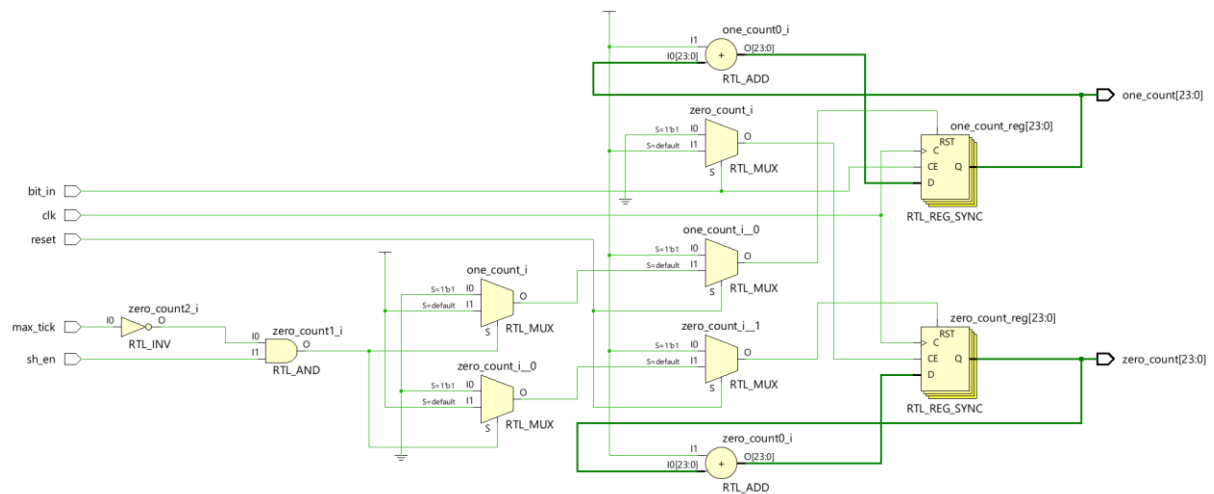 one_count0_i
I1
I0[23:0]
+
O[23:0]
RTL_ADD
one_count[23:0]
zero_count_i
S=1'b1 I0
S=default I1
O
S
RTL_MUX
one_count_reg[23:0]
RST
C
CE
D
Q
RTL_REG_SYNC
bit_in
clk
reset
one_count_i__0
S=1'b1 I0
S=default I1
O
S
RTL_MUX
one_count_i
S=1'b1 I0
S=default I1
O
S
RTL_MUX
zero_count2_i
max_tick
I0
O
RTL_INV
zero_count1_i
I0
I1
O
RTL_AND
sh_en
zero_count_i__1
S=1'b1 I0
S=default I1
O
S
RTL_MUX
zero_count_i__0
S=1'b1 I0
S=default I1
O
S
RTL_MUX
zero_count_reg[23:0]
RST
C
CE
D
Q
RTL_REG_SYNC
zero_count[23:0]
zero_count0_i
I1
I0[23:0]
+
O[23:0]
RTL_ADD